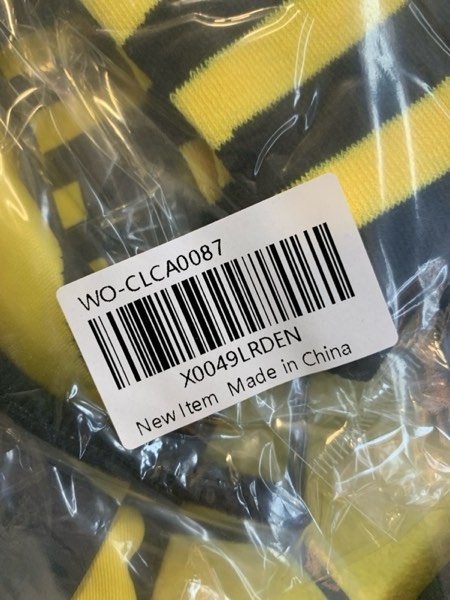 WO-CLCA0087
X0049LRDEN
New Item Made in China